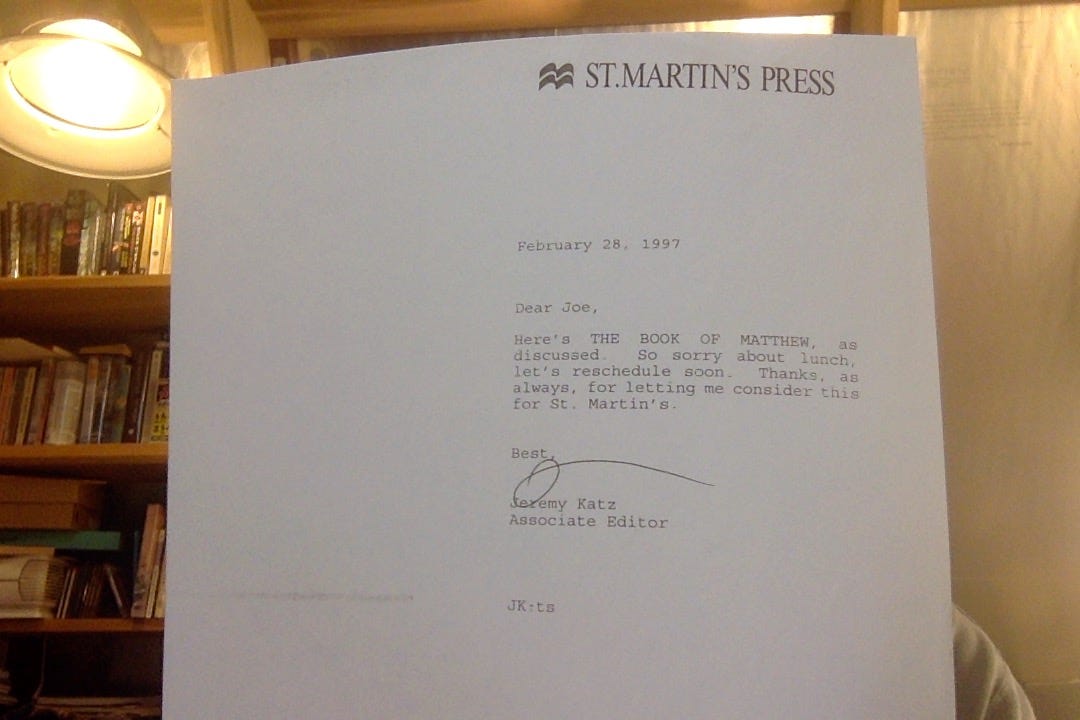 ST.MARTIN'S PRESS
February 28, 1997
Dear Joe,
Here's THE BOOK OF MATTHEW, as
discussed. So sorry about lunch,
let's reschedule soon. Thanks, as
always, for letting me consider this
for St. Martin's.
Best,
Jeremy Katz
Associate Editor
JK:ts